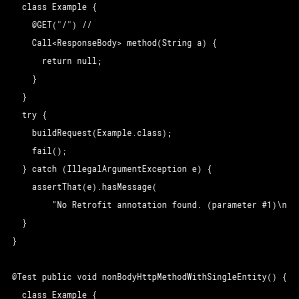 class Example {
@GET("/") //
Call<ResponseBody> method(String a) {
return null;
}
}
try {
buildRequest(Example.class);
fail();
} catch (IllegalArgumentException e) {
assertThat(e).hasMessage(
"No Retrofit annotation found. (parameter #1)\n
}
}
@Test public void nonBodyHttpMethodWithSingleEntity() {
class Example {